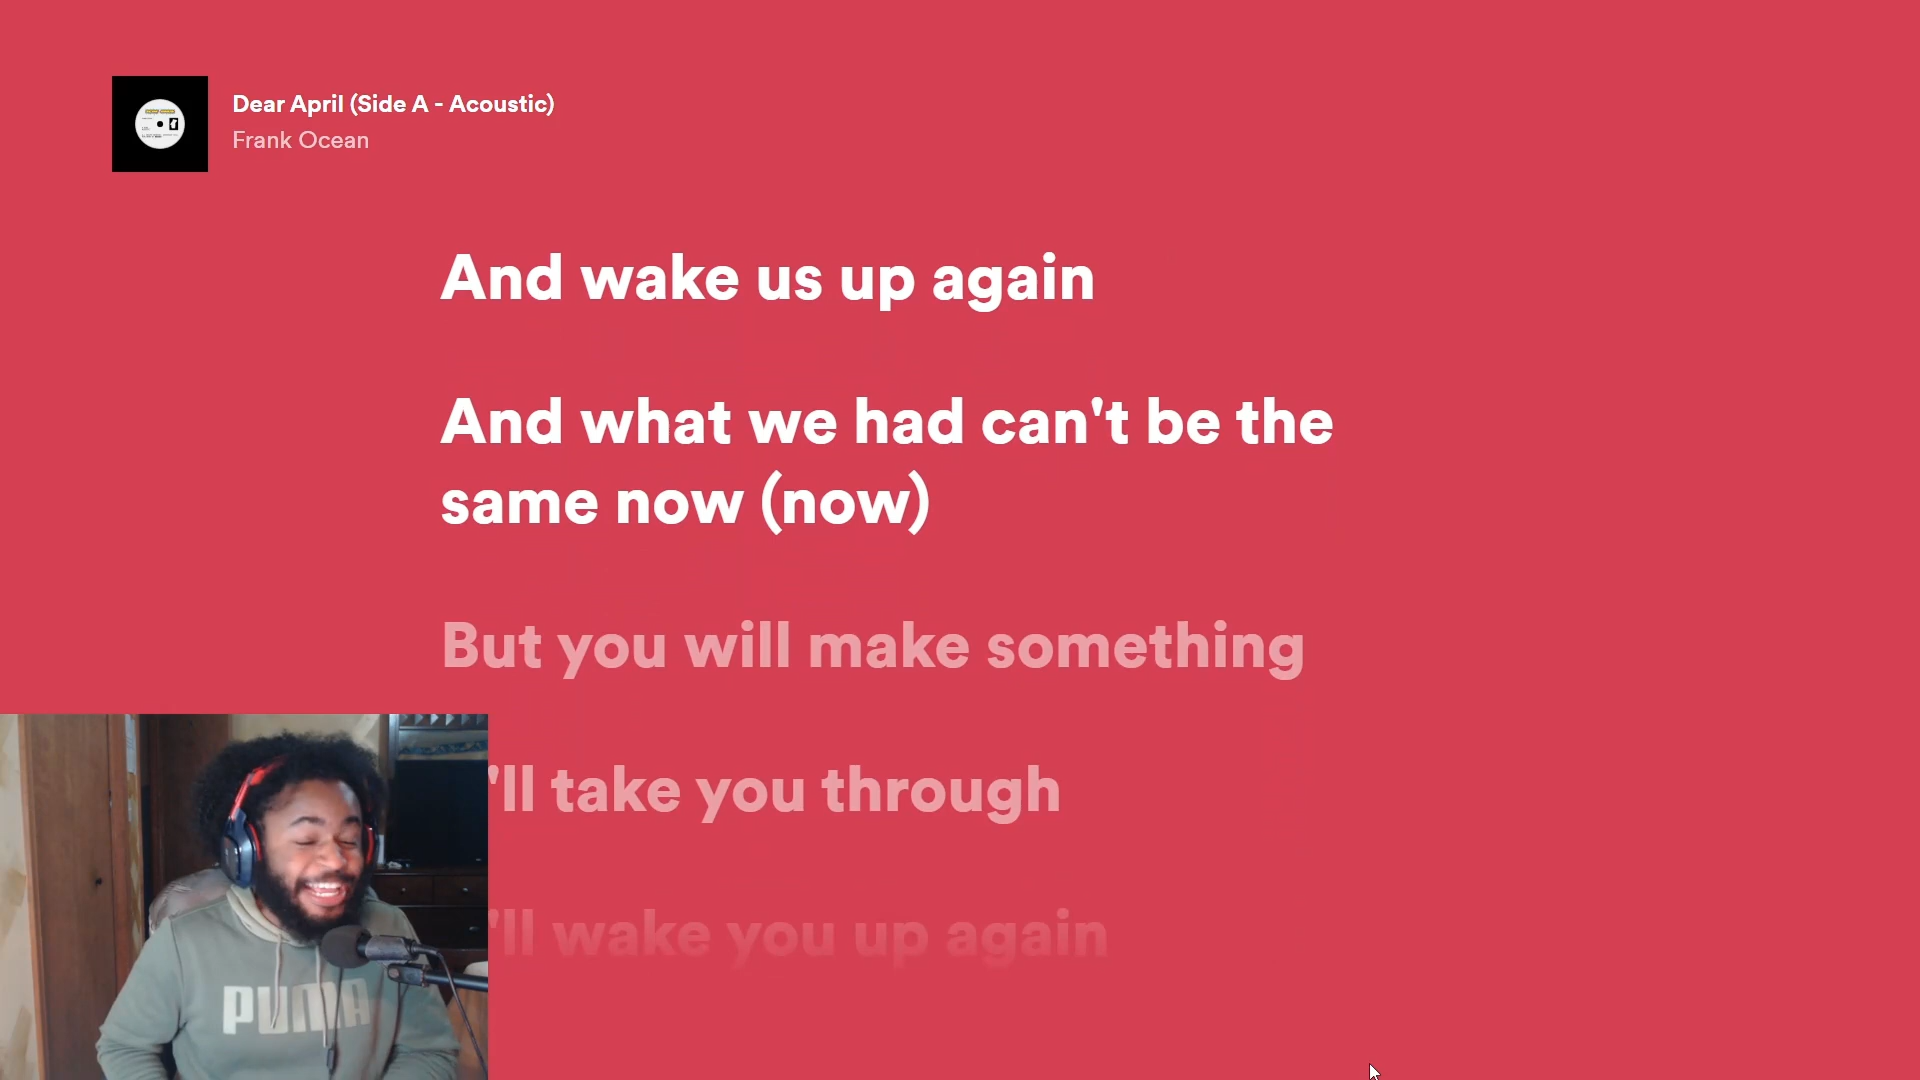 Dear April (Side A - Acoustic)
Frank Ocean
And wake us up again
And what we had can't be the
same now (now)
But you will make something
'll take you through
'll wake you up again
PUMA